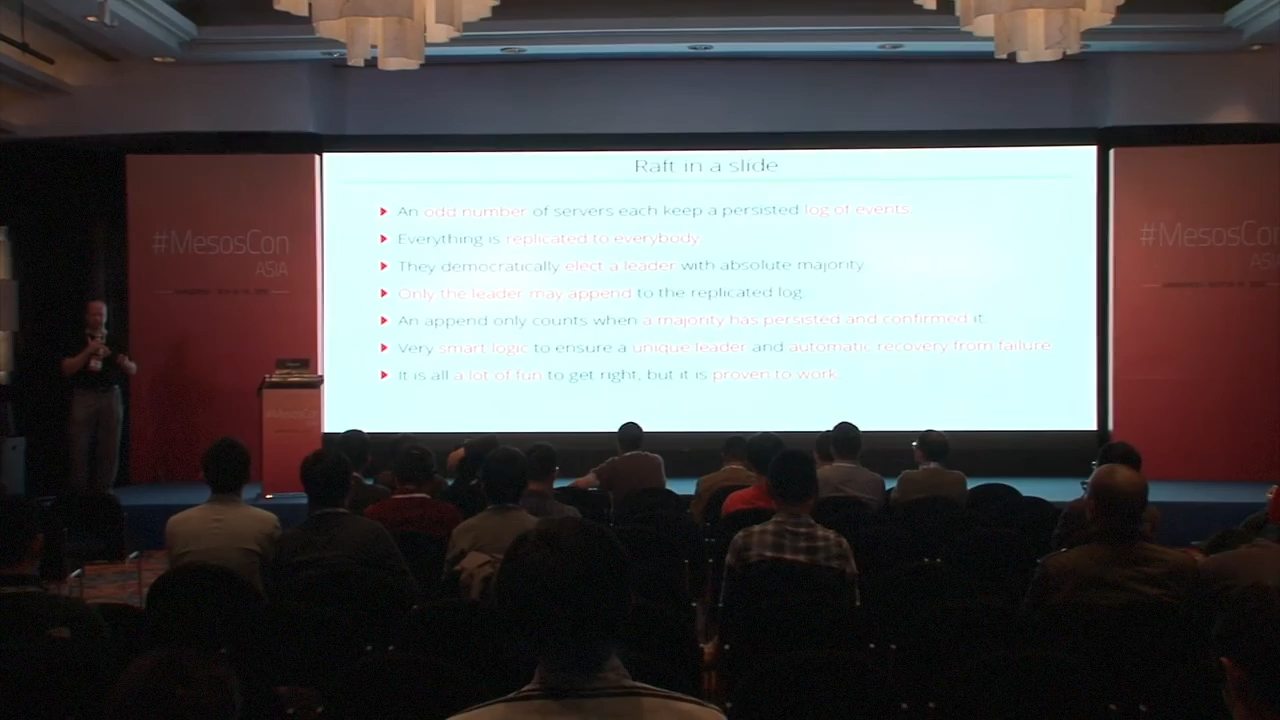 Raft in a slide
An odd number of servers each keep a persisted log of events.
Everything is replicated to everybody.
They democratically elect a leader with absolute majority.
Only the leader may append to the replicated log.
An append only counts when a majority has persisted and confirmed it.
Very smart logic to ensure a unique leader and automatic recovery from failure.
It is all a lot of fun to get right, but it is proven to work.
#MesosCon
ASIA
#MesosCon
#MesosCo
ASI